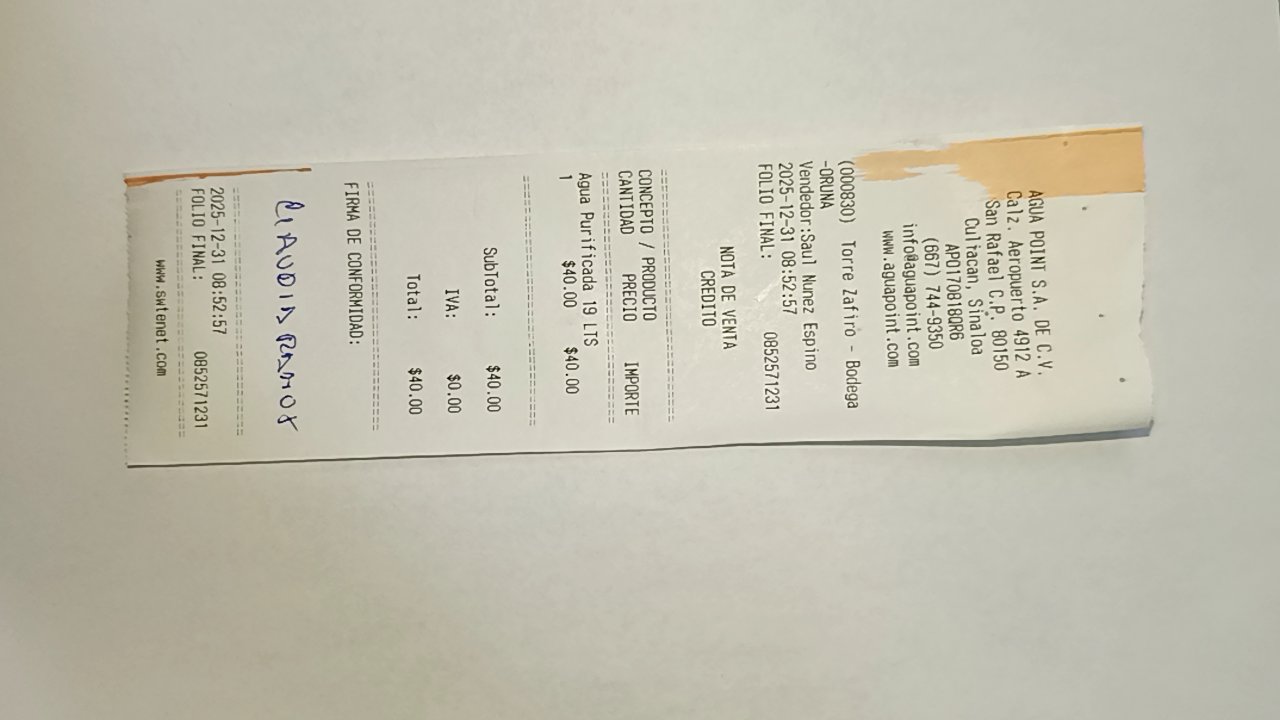 AGUA POINT S.A. DE C.V.
Calz. Aeropuerto 4912 A
San Rafael C.P. 80150
Culiacan, Sinaloa
APO1708180R6
(667) 744-9350
info@aguapoint.com
www.aguapoint.com
(000830) Torre Zafiro - Bodega
-ORUNA
Vendedor:Saul Nunez Espino
2025-12-31 08:52:57
FOLIO FINAL: 0852571231
NOTA DE VENTA
CREDITO
CONCEPTO / PRODUCTO
CANTIDAD PRECIO IMPORTE
Agua Purificada 19 LTS
1 $40.00 $40.00
SubTotal: $40.00
IVA: $0.00
Total: $40.00
FIRMA DE CONFORMIDAD:
2025-12-31 08:52:57
FOLIO FINAL: 0852571231
www.swtenet.com